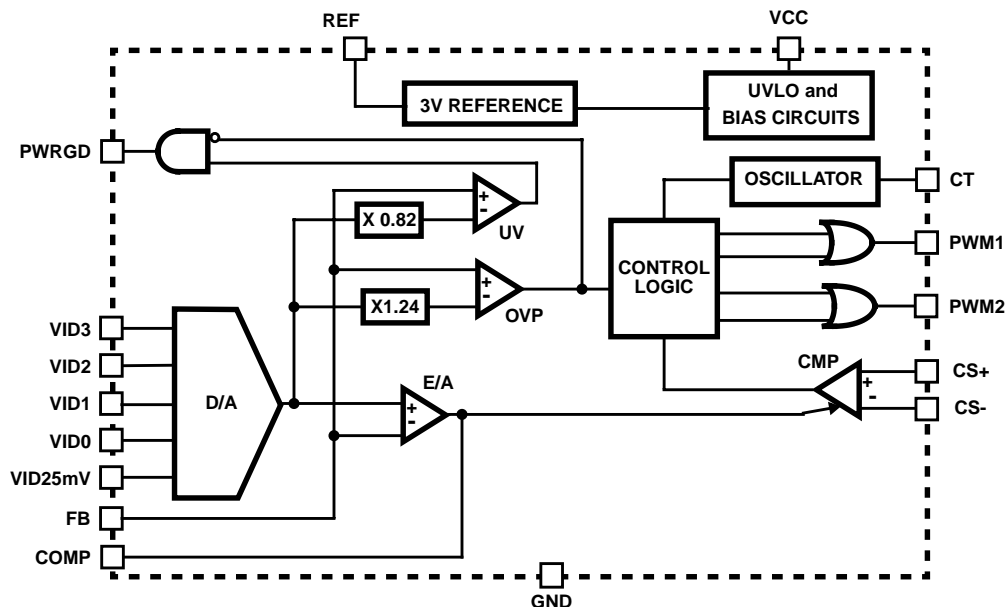 REF
VCC
3V REFERENCE
UVLO and
BIAS CIRCUITS
PWRGD
OSCILLATOR
CT
X 0.82
+
-
UV
CONTROL
LOGIC
PWM1
X1.24
+
-
OVP
PWM2
VID3
VID2
VID1
VID0
VID25mV
D/A
E/A
+
-
CMP
+
-
CS+
CS-
FB
COMP
GND